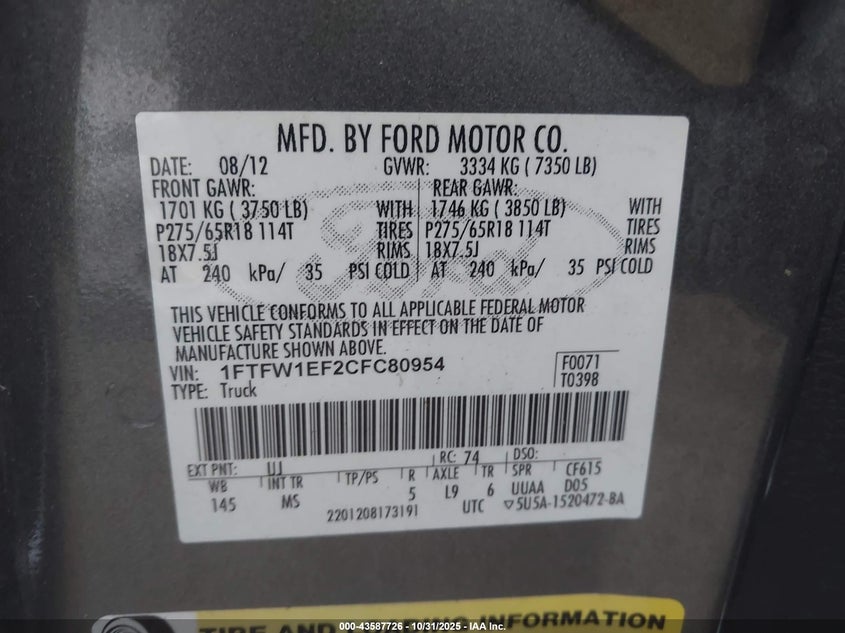 MFD. BY FORD MOTOR CO.
DATE: 08/12 GVWR: 3334 KG ( 7350 LB)
FRONT GAWR: REAR GAWR:
1701 KG ( 3750 LB) WITH 1746 KG ( 3850 LB) WITH
P275/65R18 114T TIRES P275/65R18 114T TIRES
18X7.5J RIMS 18X7.5J RIMS
AT 240 kPa/ 35 PSI COLD AT 240 kPa/ 35 PSI COLD
Ford
THIS VEHICLE CONFORMS TO ALL APPLICABLE FEDERAL MOTOR
VEHICLE SAFETY STANDARDS IN EFFECT ON THE DATE OF
MANUFACTURE SHOWN ABOVE.
VIN: 1FTFW1EF2CFC80954 F0071
TYPE: Truck T0398
EXT PNT: UJ RC: 74 DSO:
WB INT TR TP/PS R AXLE TR SPR CF615
145 MS 5 L9 6 UUAA D05
2201208173191 UTC ▽5U5A-1520472-BA
TIRE AND LOADING INFORMATION
000-43587726 - 10/31/2025 - IAA Inc.